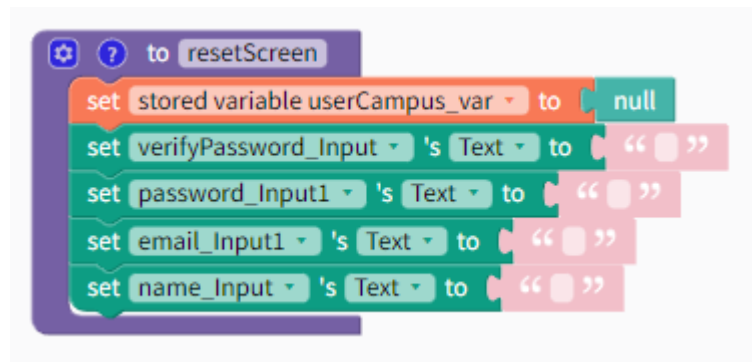 ? to resetScreen
set stored variable userCampus_var to null
set verifyPassword_Input 's Text to “ ”
set password_Input1 's Text to “ ”
set email_Input1 's Text to “ ”
set name_Input 's Text to “ ”